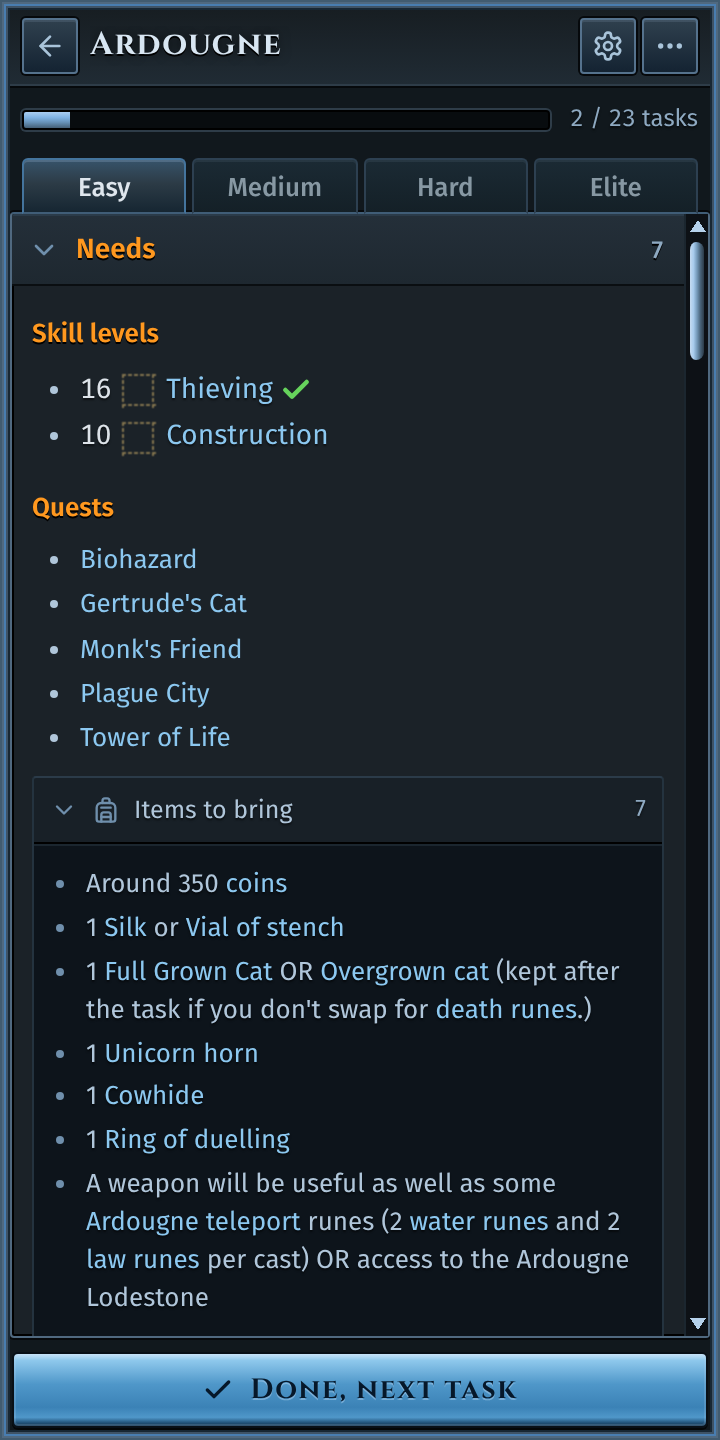 Ardougne
2 / 23 tasks
Easy
Medium
Hard
Elite
Needs
7
Skill levels
• 16 Thieving
• 10 Construction
Quests
• Biohazard
• Gertrude's Cat
• Monk's Friend
• Plague City
• Tower of Life
Items to bring
7
• Around 350 coins
• 1 Silk or Vial of stench
• 1 Full Grown Cat OR Overgrown cat (kept after
the task if you don't swap for death runes.)
• 1 Unicorn horn
• 1 Cowhide
• 1 Ring of duelling
• A weapon will be useful as well as some
Ardougne teleport runes (2 water runes and 2
law runes per cast) OR access to the Ardougne
Lodestone
Done, next task